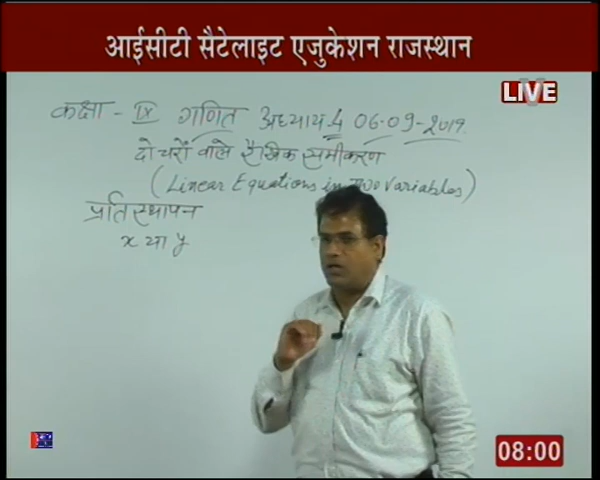 आईसीटी सैटेलाइट एजुकेशन राजस्थान
LIVE
कक्षा - IX गणित अध्याय-4 06-09-2019
दो चरों वाले रैखिक समीकरण
(Linear Equations in Two Variables)
प्रतिस्थापन
x या y
08:00